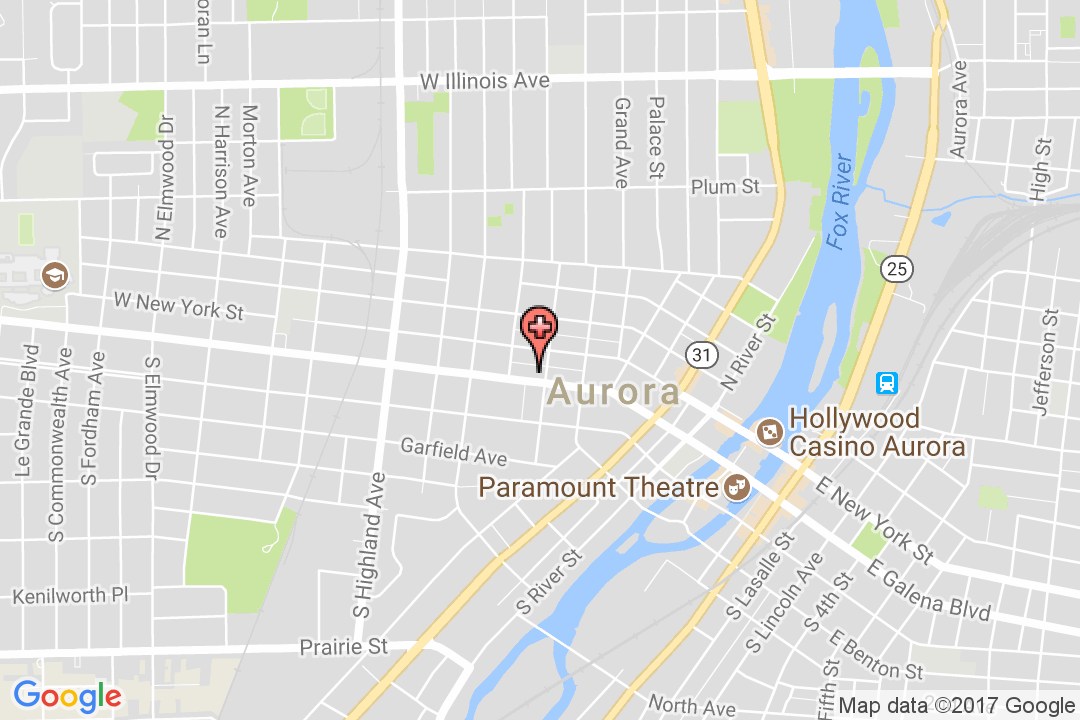 oran Ln
W Illinois Ave
Aurora Ave
N Elmwood Dr
N Harrison Ave
Morton Ave
Grand Ave
Palace St
Plum St
High St
Fox River
25
W New York St
31
N River St
Jefferson St
Le Grande Blvd
S Commonwealth Ave
S Fordham Ave
S Elmwood Dr
Aurora
Hollywood
Casino Aurora
Garfield Ave
Paramount Theatre
E New York St
S Highland Ave
S River St
S Lasalle St
S Lincoln Ave
S 4th St
E Galena Blvd
Kenilworth Pl
Prairie St
E Benton St
Fifth St
North Ave
Google
Map data ©2017 Google